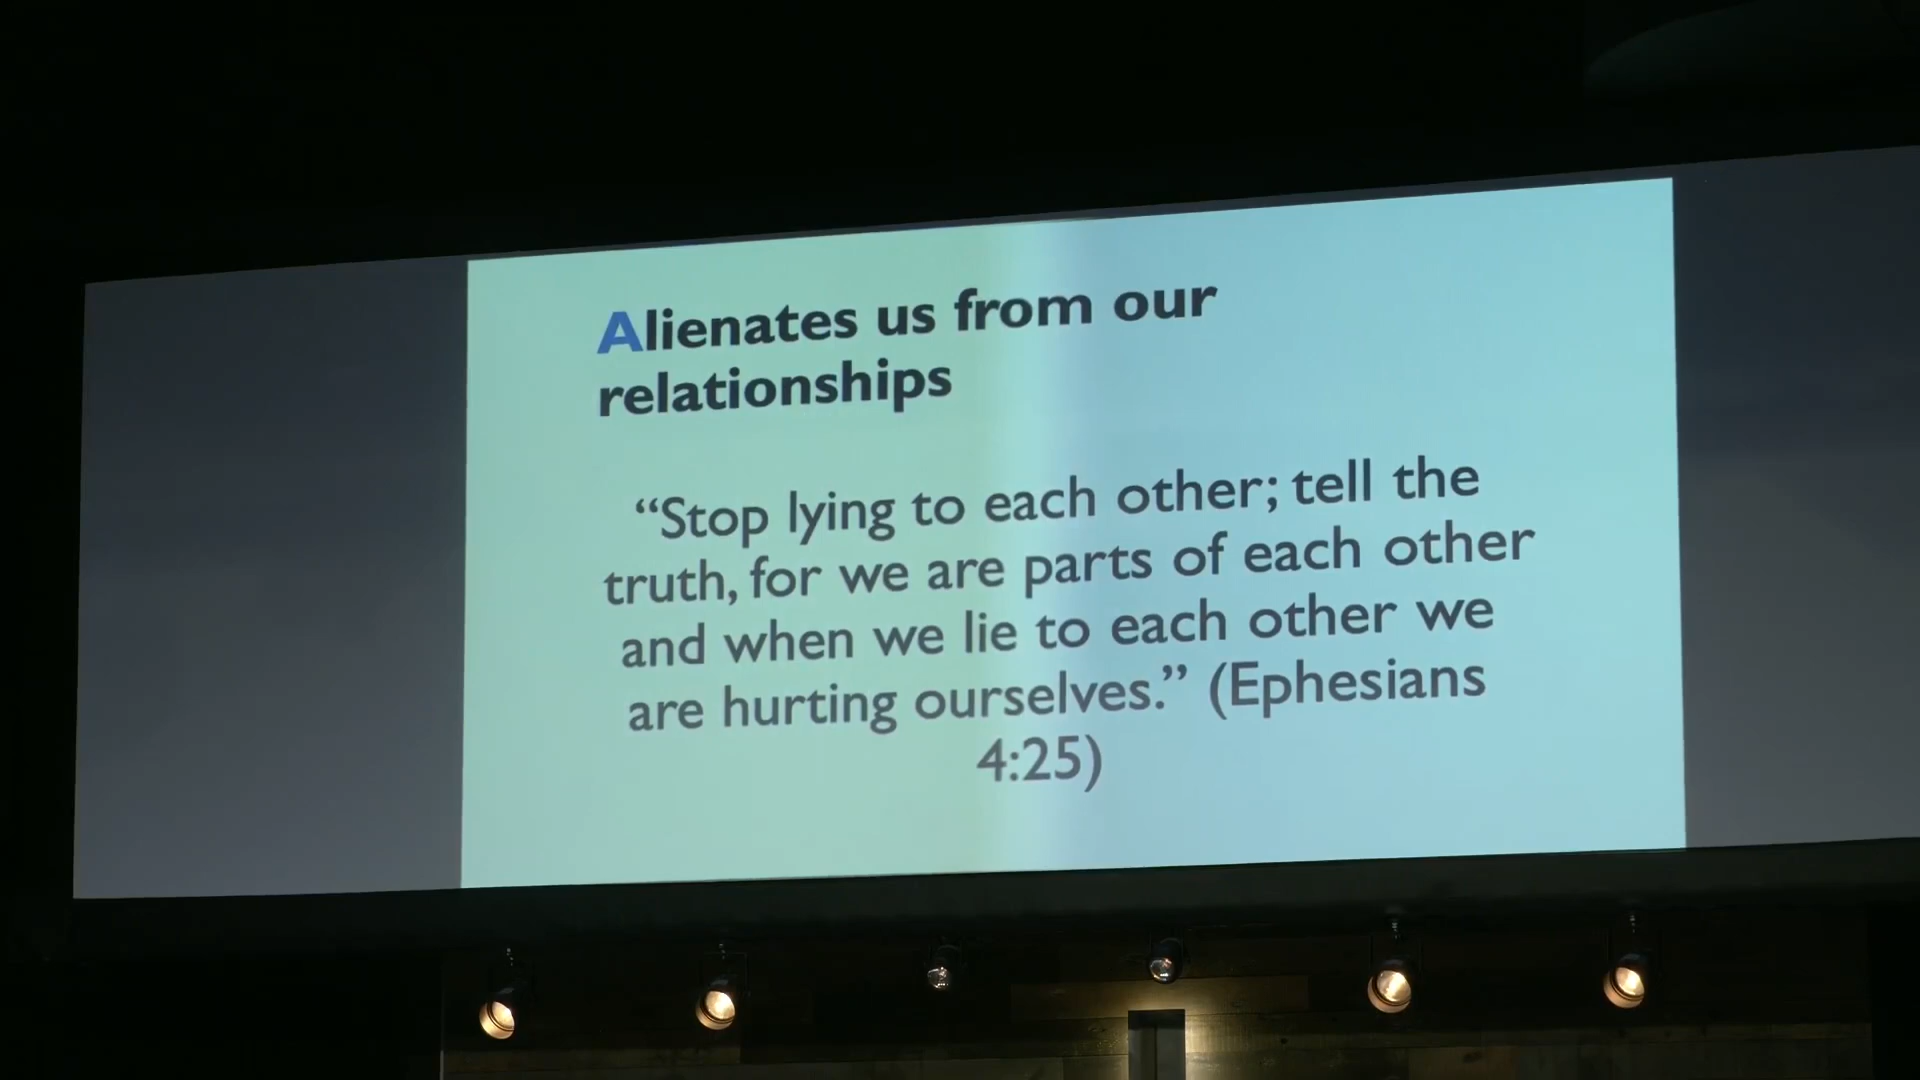 Alienates us from our
relationships
“Stop lying to each other; tell the
truth, for we are parts of each other
and when we lie to each other we
are hurting ourselves.” (Ephesians
4:25)